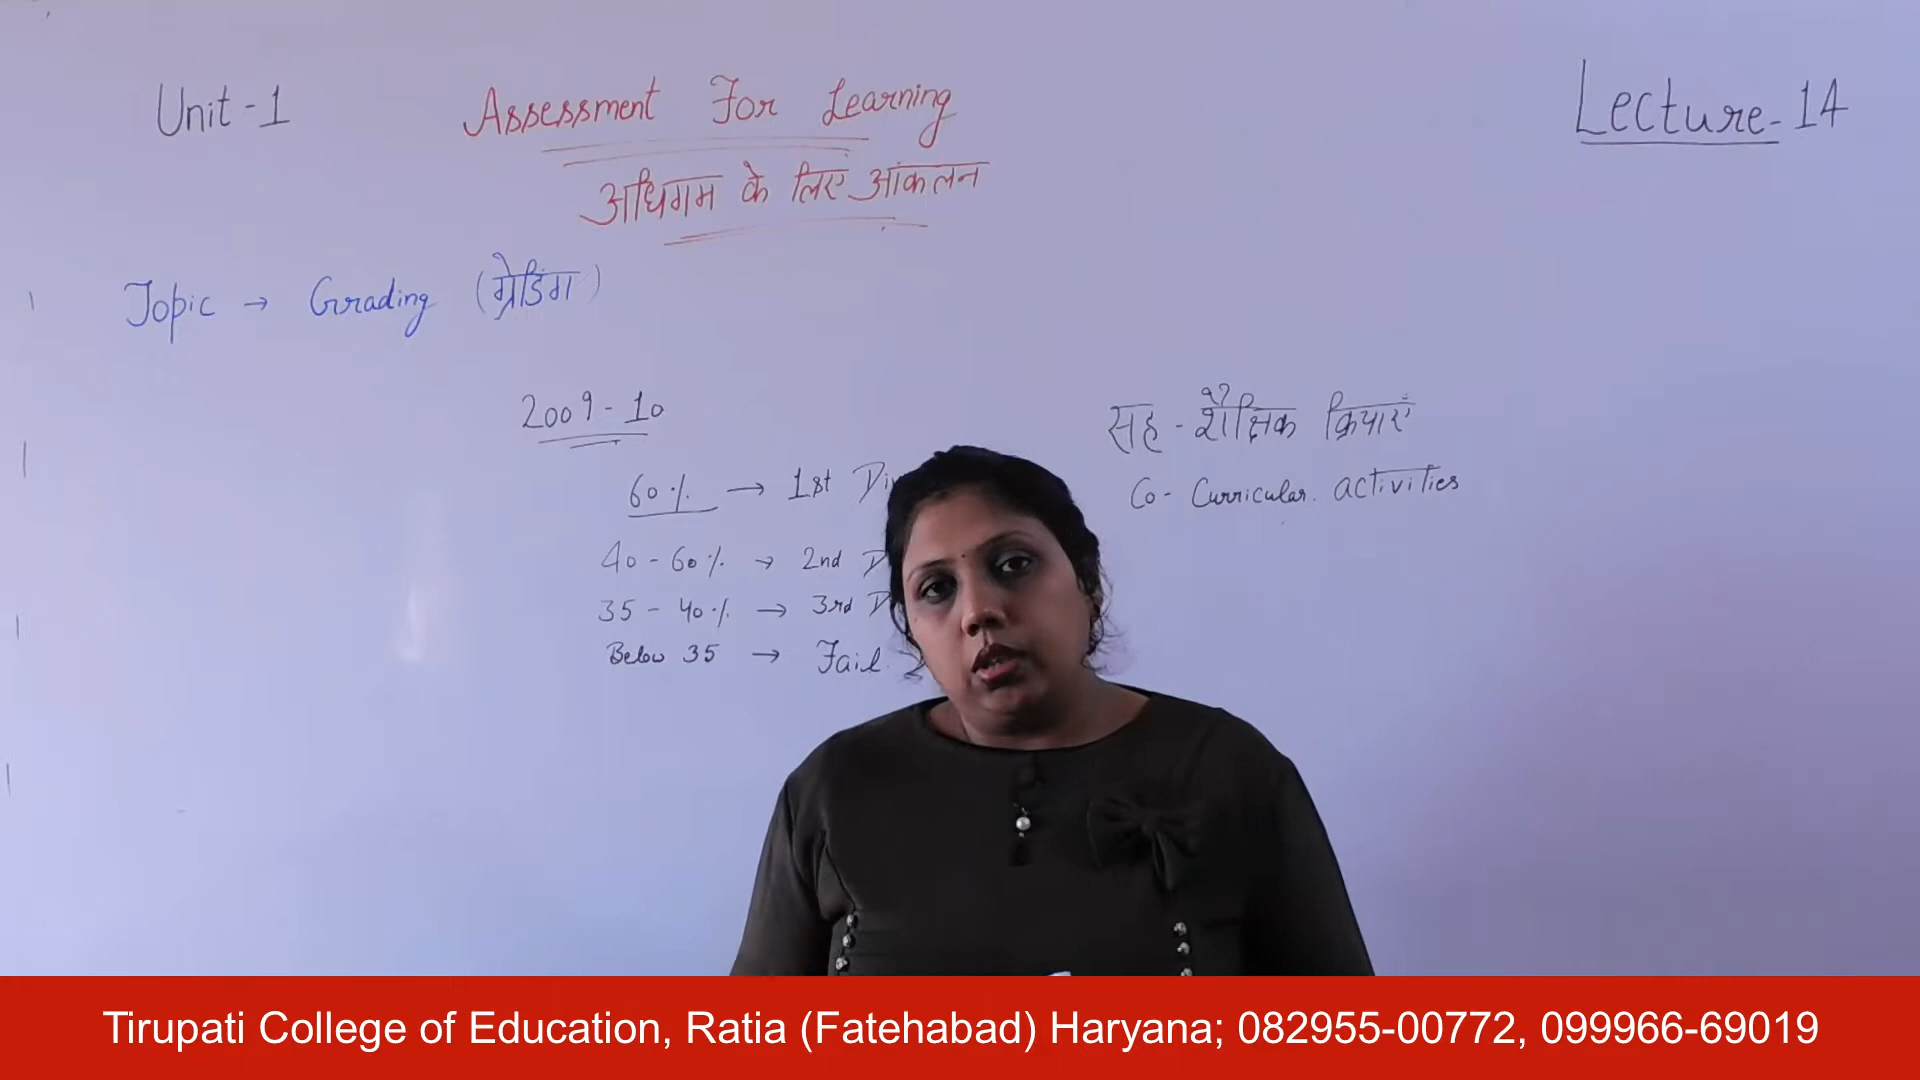 Unit-1
Assessment For Learning
Lecture-14
अधिगम के लिए आंकलन
Topic → Grading (ग्रेडिंग)
2009-10
सह-शैक्षिक क्रियाएं
60% → 1st
Co-Curricular activities
40-60% → 2nd
35-40% → 3rd
Below 35 → Fail
Tirupati College of Education, Ratia (Fatehabad) Haryana; 082955-00772, 099966-69019